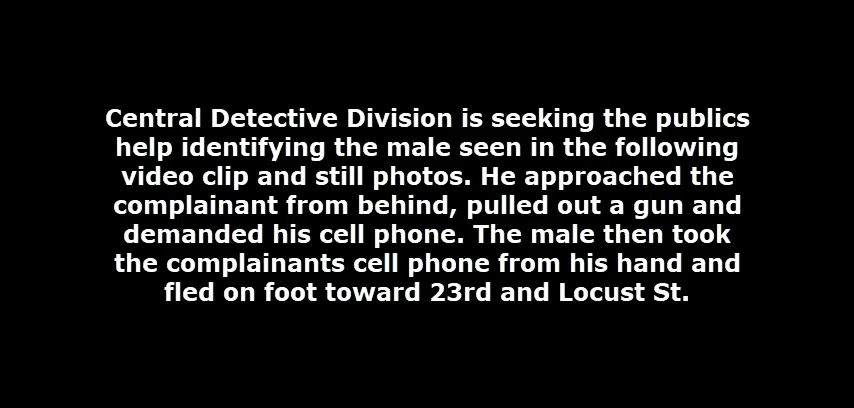 Central Detective Division is seeking the publics
help identifying the male seen in the following
video clip and still photos. He approached the
complainant from behind, pulled out a gun and
demanded his cell phone. The male then took
the complainants cell phone from his hand and
fled on foot toward 23rd and Locust St.